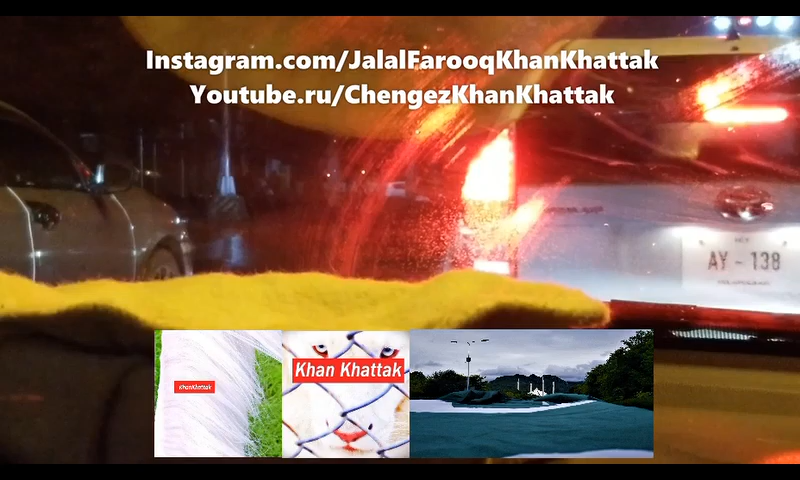 Instagram.com/JalalFarooqKhanKhattak
Youtube.ru/ChengezKhanKhattak
AY - 138
KhanKhattak
Khan Khattak